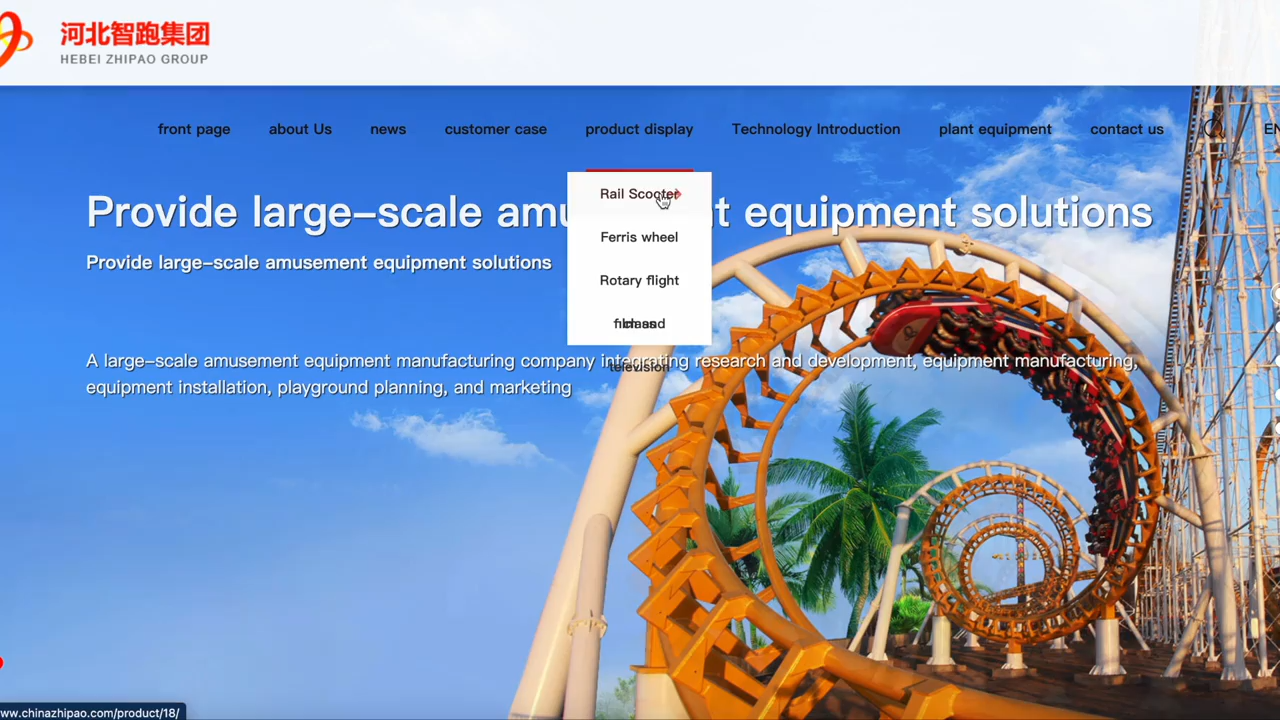 河北智跑集团
HEBEI ZHIPAO GROUP
front page about Us news customer case product display Technology Introduction plant equipment contact us EN
Provide large-scale equipment solutions
Rail Scooter
Ferris wheel
Provide large-scale amusement equipment solutions
Rotary flight
A large-scale amusement equipment manufacturing company integrating research and development, equipment manufacturing,
television
equipment installation, playground planning, and marketing
ww.chinazhipao.com/product/18/